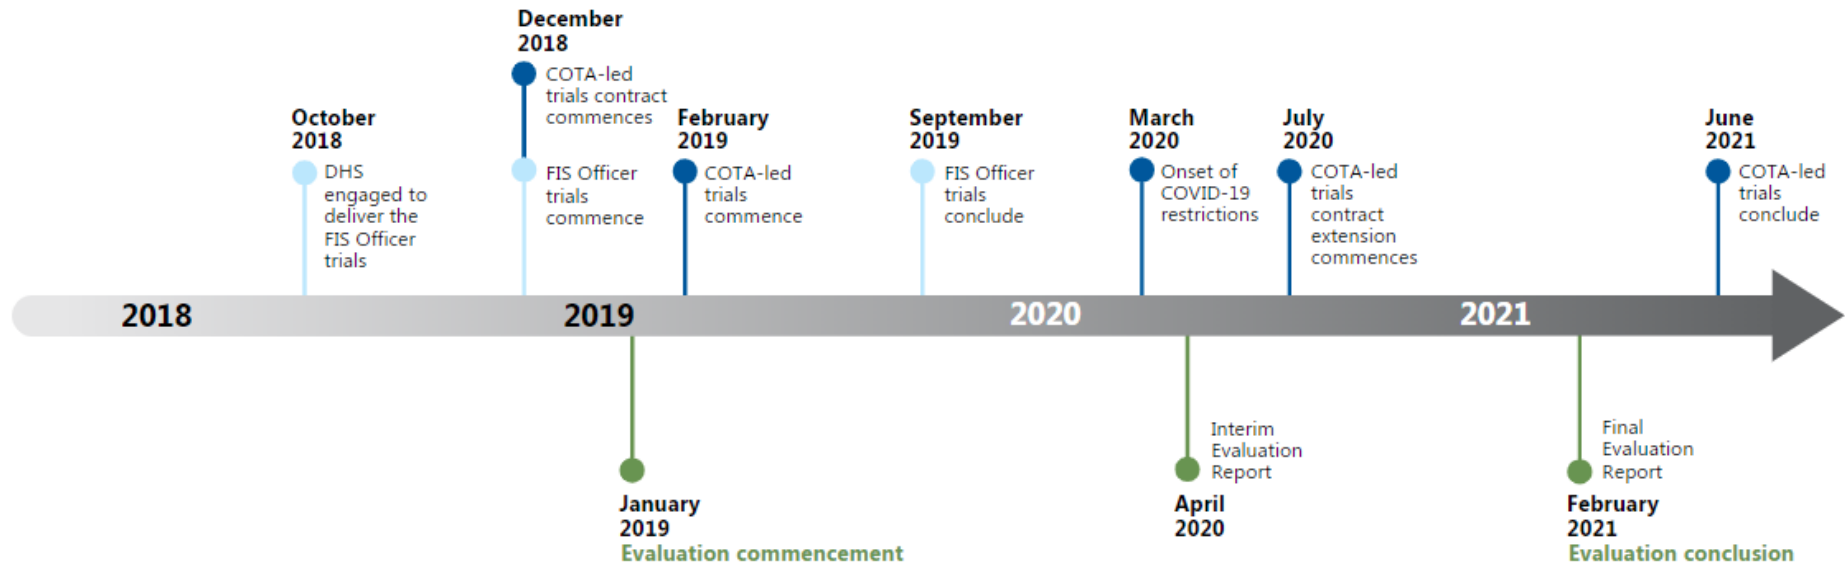 December
2018
COTA-led
trials contract
commences
FIS Officer
trials
commence
October
2018
DHS
engaged to
deliver the
FIS Officer
trials
February
2019
COTA-led
trials
commence
September
2019
FIS Officer
trials
conclude
March
2020
Onset of
COVID-19
restrictions
July
2020
COTA-led
trials
contract
extension
commences
June
2021
COTA-led
trials
conclude
2018
2019
2020
2021
January
2019
Evaluation commencement
Interim
Evaluation
Report
April
2020
Final
Evaluation
Report
February
2021
Evaluation conclusion